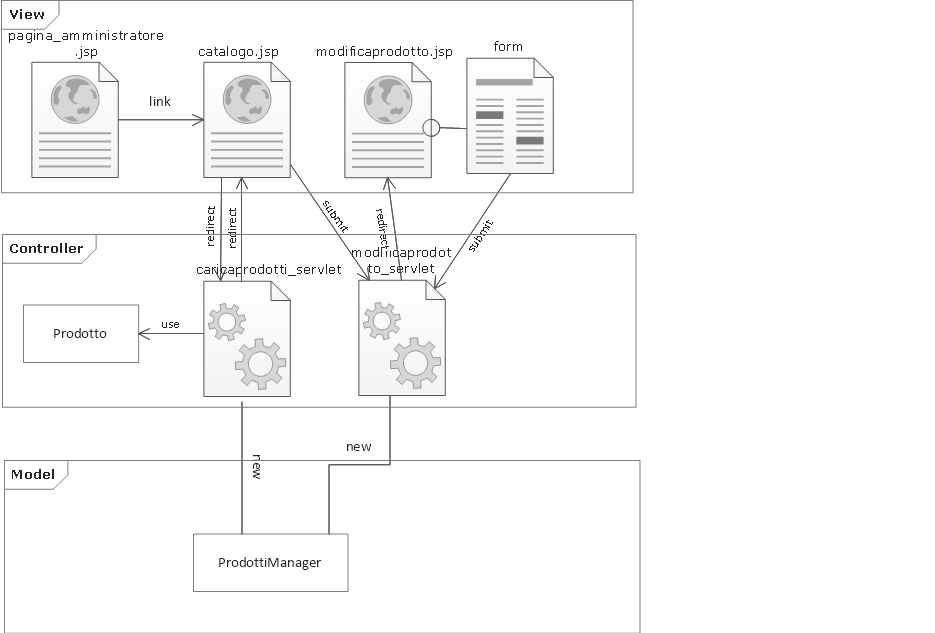 View
pagina_amministratore
.jsp
catalogo.jsp
modificaprodotto.jsp
form
link
redirect
redirect
submit
redirect
submit
Controller
caricaprodotti_servlet
modificaprodot
to_servlet
Prodotto
use
new
new
Model
ProdottiManager